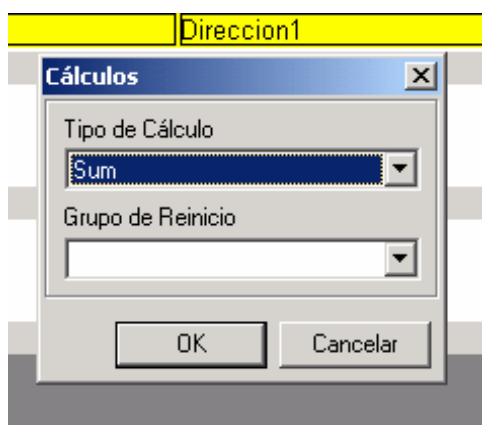 Direccion1
Cálculos
Tipo de Cálculo
Sum
Grupo de Reinicio
OK Cancelar